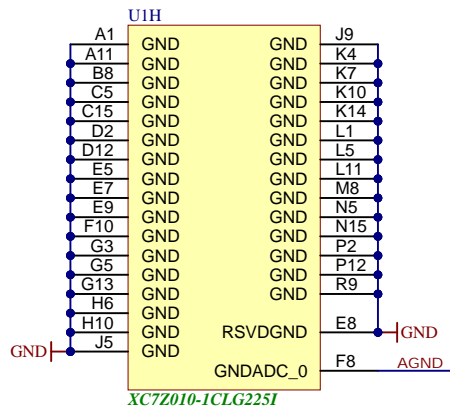 U1H
A1 GND GND J9
A11 GND GND K4
B8 GND GND K7
C5 GND GND K10
C15 GND GND K14
D2 GND GND L1
D12 GND GND L5
E5 GND GND L11
E7 GND GND M8
E9 GND GND N5
F10 GND GND N15
G3 GND GND P2
G5 GND GND P12
G13 GND GND R9
H6 GND
H10 GND RSVDGND E8 GND
GND J5 GND
GNDADC_0 F8 AGND
XC7Z010-1CLG225I